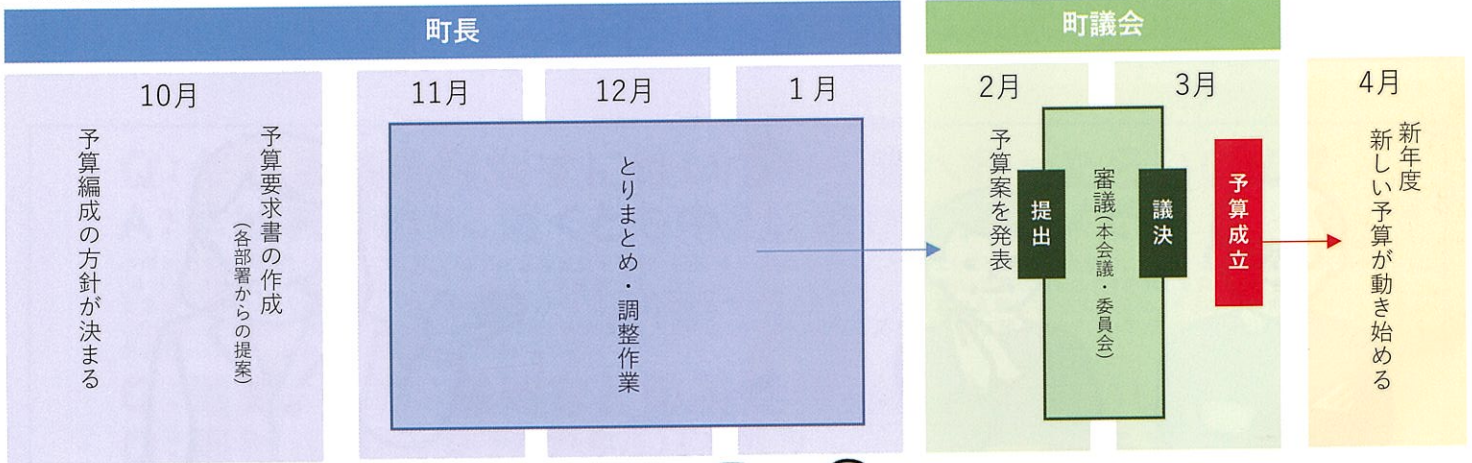 町長
町議会
10月
予算要求書の作成
（各部署からの提案）
予算編成の方針が決まる
11月
12月
1月
とりまとめ・調整作業
2月
予算案を発表
提出
審議（本会議・委員会）
3月
議決
予算成立
4月
新年度
新しい予算が動き始める